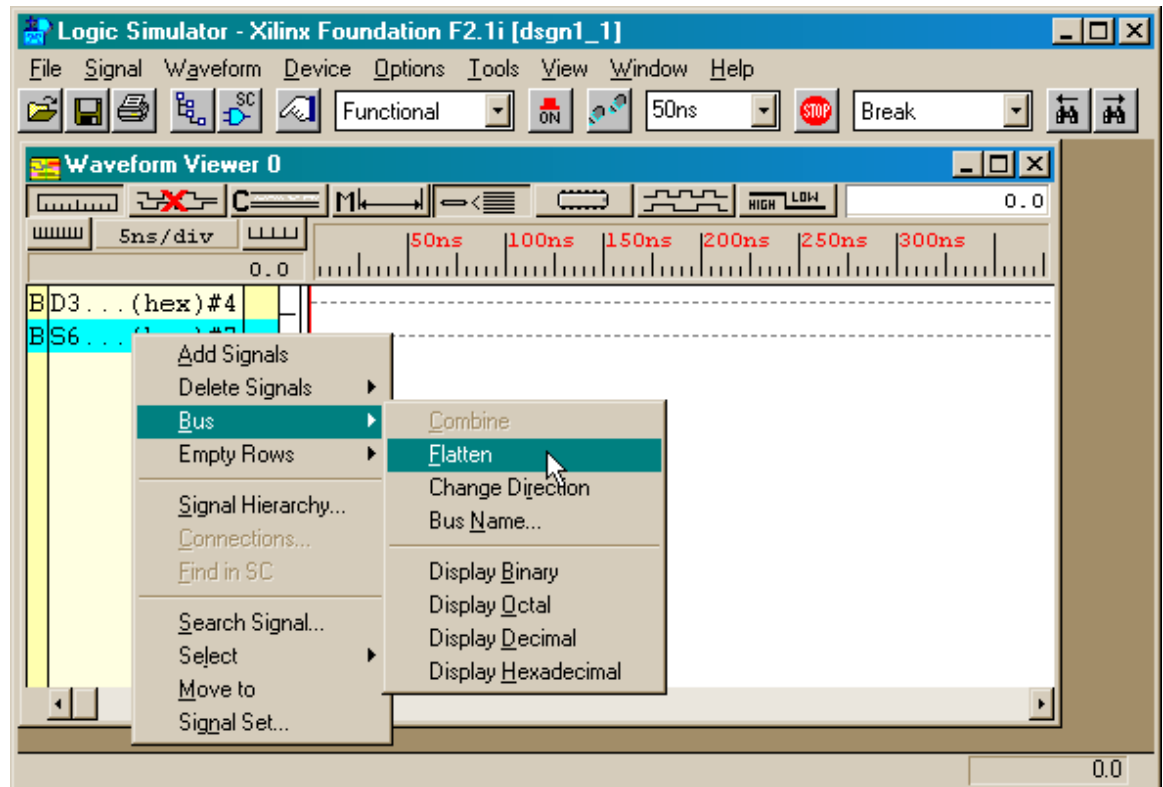 Logic Simulator - Xilinx Foundation F2.1i [dsgn1_1]
File Signal Waveform Device Options Tools View Window Help
SC Functional ON 50ns STOP Break
Waveform Viewer 0
C M HIGH LOW 0.0
5ns/div 50ns 100ns 150ns 200ns 250ns 300ns
0.0
B D3...(hex)#4
B S6...
Add Signals
Delete Signals
Bus
Empty Rows
Signal Hierarchy...
Connections...
Find in SC
Search Signal...
Select
Move to
Signal Set...
Combine
Flatten
Change Direction
Bus Name...
Display Binary
Display Octal
Display Decimal
Display Hexadecimal
0.0